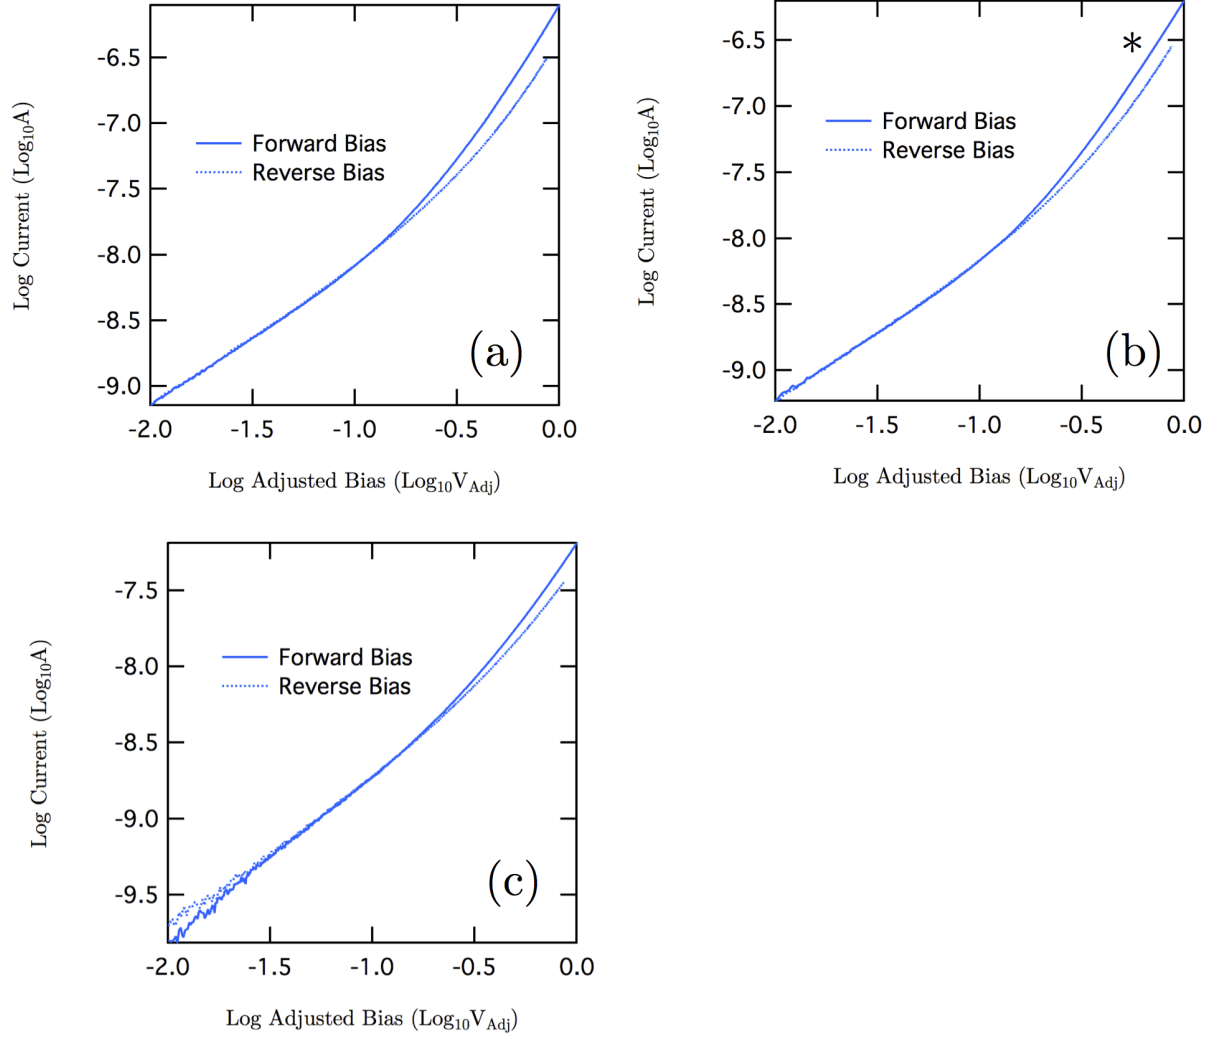 -6.5
-7.0
-7.5
-8.0
-8.5
-9.0
Log Current (Log₁₀A)
Forward Bias
Reverse Bias
(a)
-2.0 -1.5 -1.0 -0.5 0.0
Log Adjusted Bias (Log₁₀V_Adj)
*
-6.5
-7.0
-7.5
-8.0
-8.5
-9.0
Log Current (Log₁₀A)
Forward Bias
Reverse Bias
(b)
-2.0 -1.5 -1.0 -0.5 0.0
Log Adjusted Bias (Log₁₀V_Adj)
-7.5
-8.0
-8.5
-9.0
-9.5
Log Current (Log₁₀A)
Forward Bias
Reverse Bias
(c)
-2.0 -1.5 -1.0 -0.5 0.0
Log Adjusted Bias (Log₁₀V_Adj)